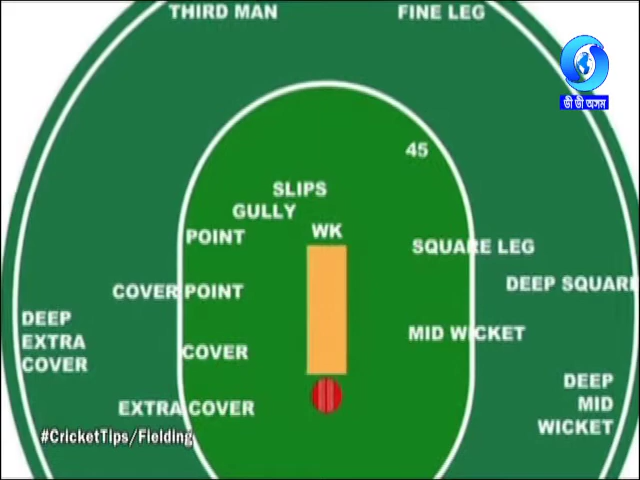 THIRD MAN
FINE LEG
ডী ডী অসম
45
SLIPS
GULLY
WK
POINT
SQUARE LEG
DEEP SQUARE
COVER POINT
DEEP
EXTRA
COVER
MID WICKET
COVER
DEEP
MID
WICKET
EXTRA COVER
#CricketTips/Fielding